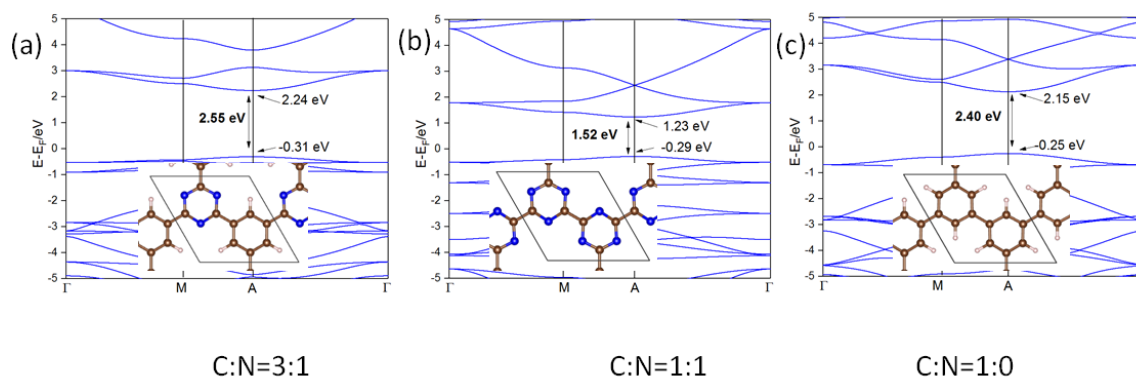 (a)
E-EF/eV
5
4
3
2
1
0
-1
-2
-3
-4
-5
2.24 eV
2.55 eV
-0.31 eV
Γ
M
A
Γ
C:N=3:1
(b)
E-EF/eV
5
4
3
2
1
0
-1
-2
-3
-4
-5
1.52 eV
1.23 eV
-0.29 eV
Γ
M
A
Γ
C:N=1:1
(c)
E-EF/eV
5
4
3
2
1
0
-1
-2
-3
-4
-5
2.40 eV
2.15 eV
-0.25 eV
Γ
M
A
Γ
C:N=1:0